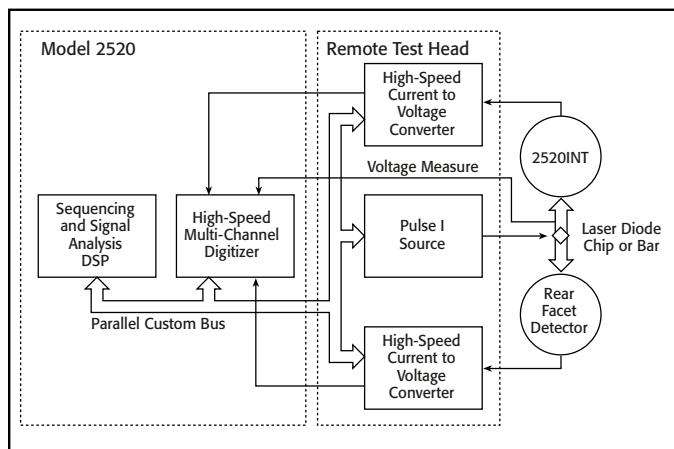 Model 2520
Remote Test Head
High-Speed
Current to
Voltage
Converter
2520INT
Voltage Measure
Sequencing
and Signal
Analysis
DSP
High-Speed
Multi-Channel
Digitizer
Pulse I
Source
Laser Diode
Chip or Bar
Parallel Custom Bus
Rear
Facet
Detector
High-Speed
Current to
Voltage
Converter